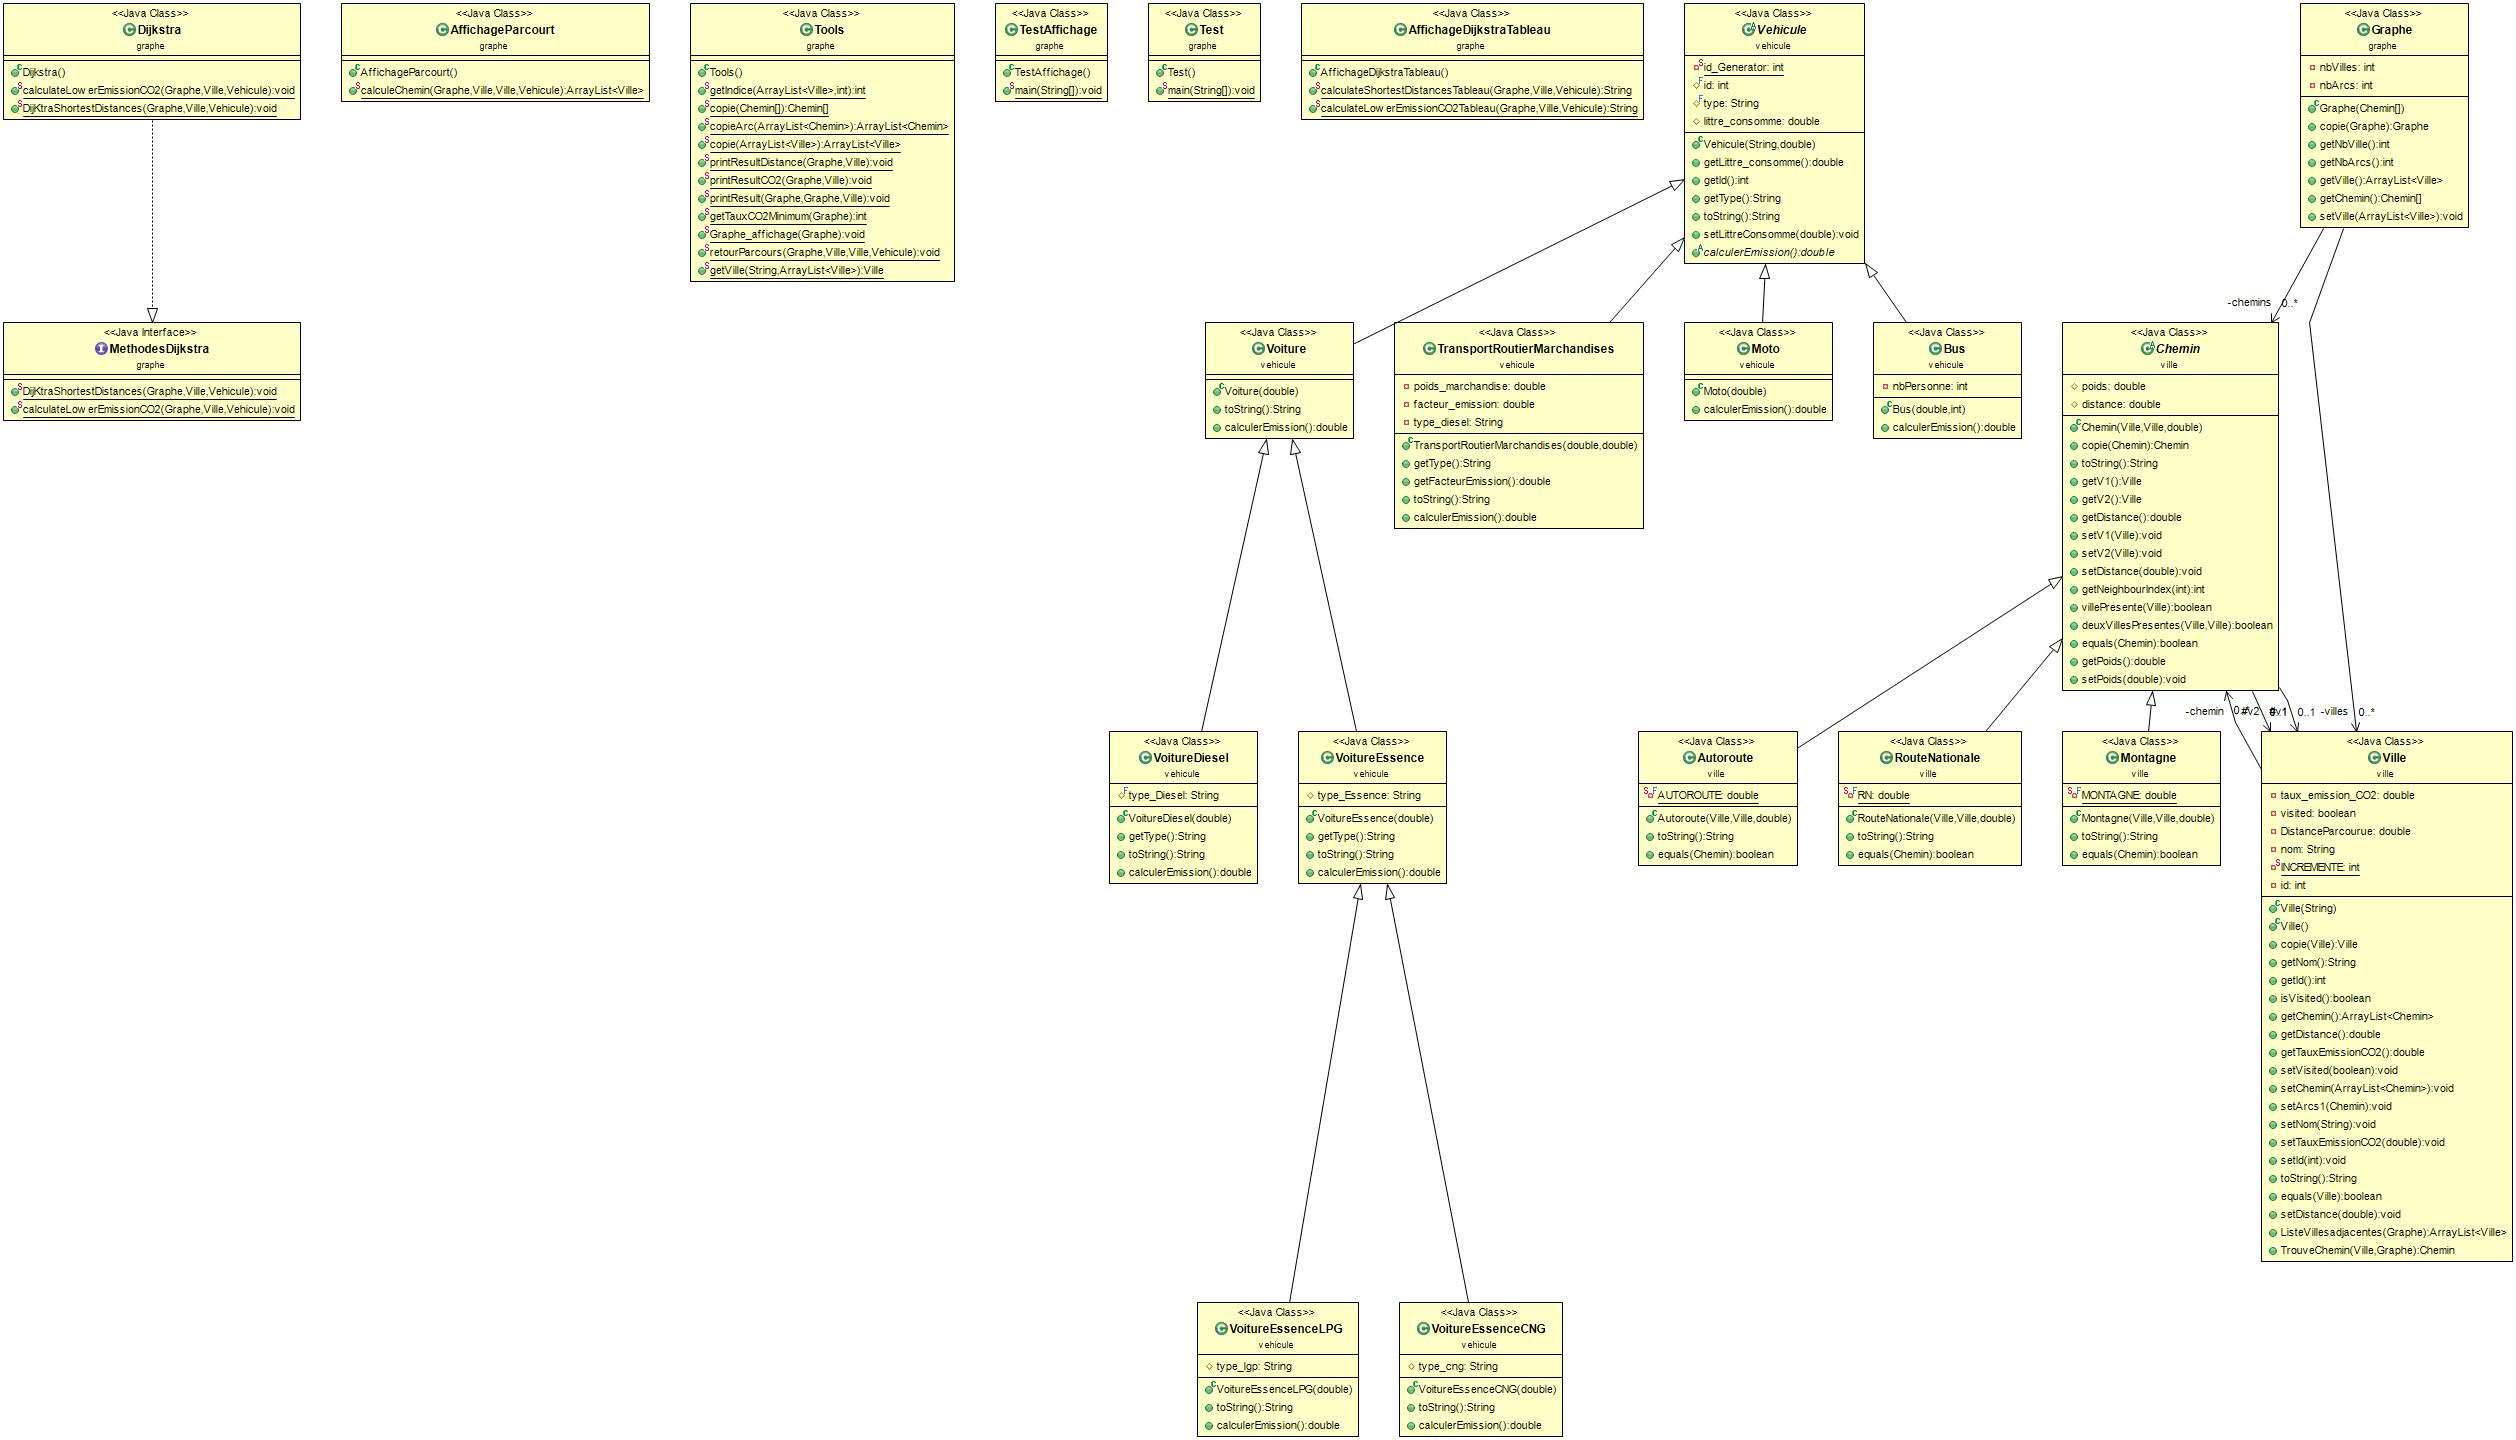 <<Java Class>>
Dijkstra
graphe
Dijkstra()
calculateLowerEmissionCO2(Graphe,Ville,Vehicule):void
DijKtraShortestDistances(Graphe,Ville,Vehicule):void
<<Java Class>>
AffichageParcourt
graphe
AffichageParcourt()
calculeChemin(Graphe,Ville,Ville,Vehicule):ArrayList<Ville>
<<Java Class>>
Tools
graphe
Tools()
getIndice(ArrayList<Ville>,int):int
copie(Chemin[]):Chemin[]
copieArc(ArrayList<Chemin>):ArrayList<Chemin>
copie(ArrayList<Ville>):ArrayList<Ville>
printResultDistance(Graphe,Ville):void
printResultCO2(Graphe,Ville):void
printResult(Graphe,Graphe,Ville):void
getTauxCO2Minimum(Graphe):int
Graphe_affichage(Graphe):void
retourParcours(Graphe,Ville,Ville,Vehicule):void
getVille(String,ArrayList<Ville>):Ville
<<Java Class>>
TestAffichage
graphe
TestAffichage()
main(String[]):void
<<Java Class>>
Test
graphe
Test()
main(String[]):void
<<Java Class>>
AffichageDijkstraTableau
graphe
AffichageDijkstraTableau()
calculateShortestDistancesTableau(Graphe,Ville,Vehicule):String
calculateLowerEmissionCO2Tableau(Graphe,Ville,Vehicule):String
<<Java Class>>
Vehicule
vehicule
id_Generator: int
id: int
type: String
littre_consomme: double
Vehicule(String,double)
getLittre_consomme():double
getId():int
getType():String
toString():String
setLittreConsomme(double):void
calculerEmission():double
<<Java Class>>
Graphe
graphe
nbVilles: int
nbArcs: int
Graphe(Chemin[])
copie(Graphe):Graphe
getNbVille():int
getNbArcs():int
getVille():ArrayList<Ville>
getChemin():Chemin[]
setVille(ArrayList<Ville>):void
-chemins 0..*
<<Java Interface>>
MethodesDijkstra
graphe
DijKtraShortestDistances(Graphe,Ville,Vehicule):void
calculateLowerEmissionCO2(Graphe,Ville,Vehicule):void
<<Java Class>>
Voiture
vehicule
Voiture(double)
toString():String
calculerEmission():double
<<Java Class>>
TransportRoutierMarchandises
vehicule
poids_marchandise: double
facteur_emission: double
type_diesel: String
TransportRoutierMarchandises(double,double)
getType():String
getFacteurEmission():double
toString():String
calculerEmission():double
<<Java Class>>
Moto
vehicule
Moto(double)
calculerEmission():double
<<Java Class>>
Bus
vehicule
nbPersonne: int
Bus(double,int)
calculerEmission():double
<<Java Class>>
Chemin
ville
poids: double
distance: double
Chemin(Ville,Ville,double)
copie(Chemin):Chemin
toString():String
getV1():Ville
getV2():Ville
getDistance():double
setV1(Ville):void
setV2(Ville):void
setDistance(double):void
getNeighbourIndex(int):int
villePresente(Ville):boolean
deuxVillesPresentes(Ville,Ville):boolean
equals(Chemin):boolean
getPoids():double
setPoids(double):void
-chemin 0..1 -villes 0..*
<<Java Class>>
VoitureDiesel
vehicule
type_Diesel: String
VoitureDiesel(double)
getType():String
toString():String
calculerEmission():double
<<Java Class>>
VoitureEssence
vehicule
type_Essence: String
VoitureEssence(double)
getType():String
toString():String
calculerEmission():double
<<Java Class>>
Autoroute
ville
AUTOROUTE: double
Autoroute(Ville,Ville,double)
toString():String
equals(Chemin):boolean
<<Java Class>>
RouteNationale
ville
RN: double
RouteNationale(Ville,Ville,double)
toString():String
equals(Chemin):boolean
<<Java Class>>
Montagne
ville
MONTAGNE: double
Montagne(Ville,Ville,double)
toString():String
equals(Chemin):boolean
<<Java Class>>
Ville
ville
taux_emission_CO2: double
visited: boolean
DistanceParcourue: double
nom: String
INCREMENTE: int
id: int
Ville(String)
Ville()
copie(Ville):Ville
getNom():String
getId():int
isVisited():boolean
getChemin():ArrayList<Chemin>
getDistance():double
getTauxEmissionCO2():double
setVisited(boolean):void
setChemin(ArrayList<Chemin>):void
setArcs1(Chemin):void
setNom(String):void
setTauxEmissionCO2(double):void
setId(int):void
toString():String
equals(Ville):boolean
setDistance(double):void
ListeVillesadjacentes(Graphe):ArrayList<Ville>
TrouveChemin(Ville,Graphe):Chemin
<<Java Class>>
VoitureEssenceLPG
vehicule
type_lgp: String
VoitureEssenceLPG(double)
toString():String
calculerEmission():double
<<Java Class>>
VoitureEssenceCNG
vehicule
type_cng: String
VoitureEssenceCNG(double)
toString():String
calculerEmission():double